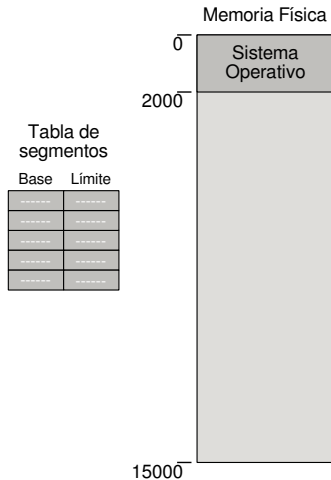 Memoria Física
0
Sistema
Operativo
2000
Tabla de
segmentos
Base Límite
------ ------
------ ------
------ ------
------ ------
------ ------
15000